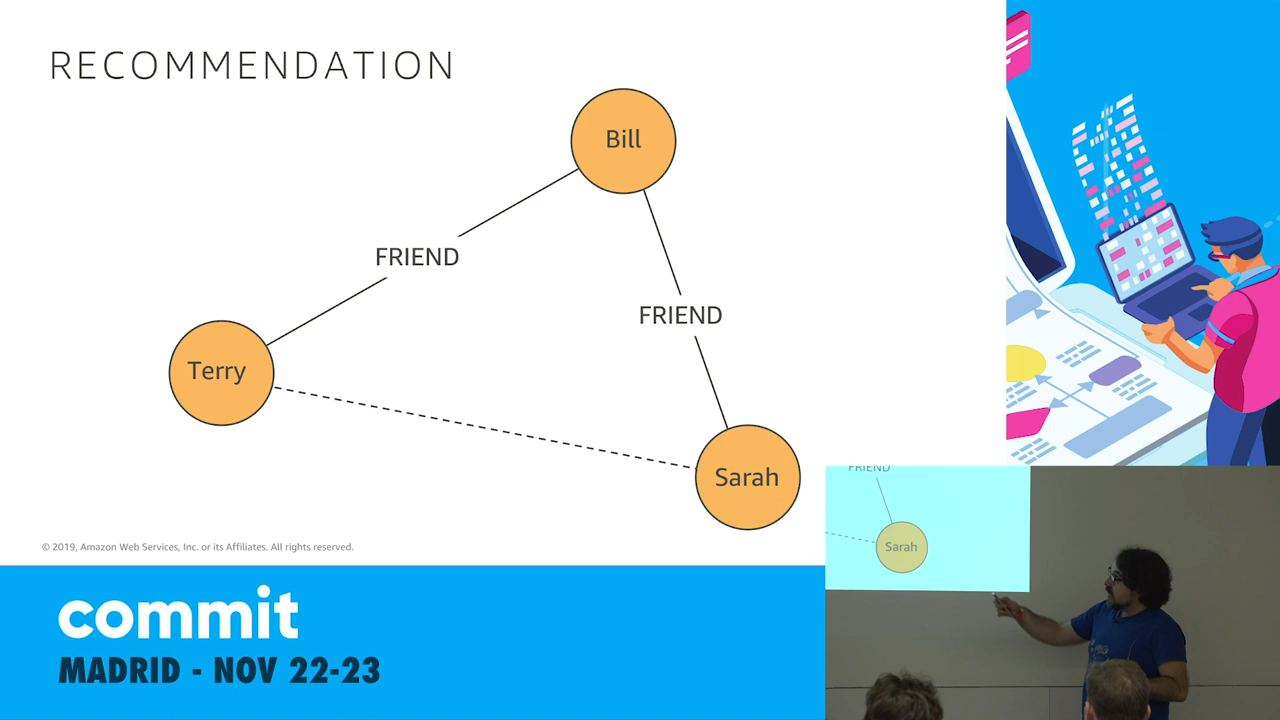 RECOMMENDATION
Bill
FRIEND
FRIEND
Terry
Sarah
© 2019, Amazon Web Services, Inc. or its Affiliates. All rights reserved.
commit
MADRID - NOV 22-23
FRIEND
Sarah